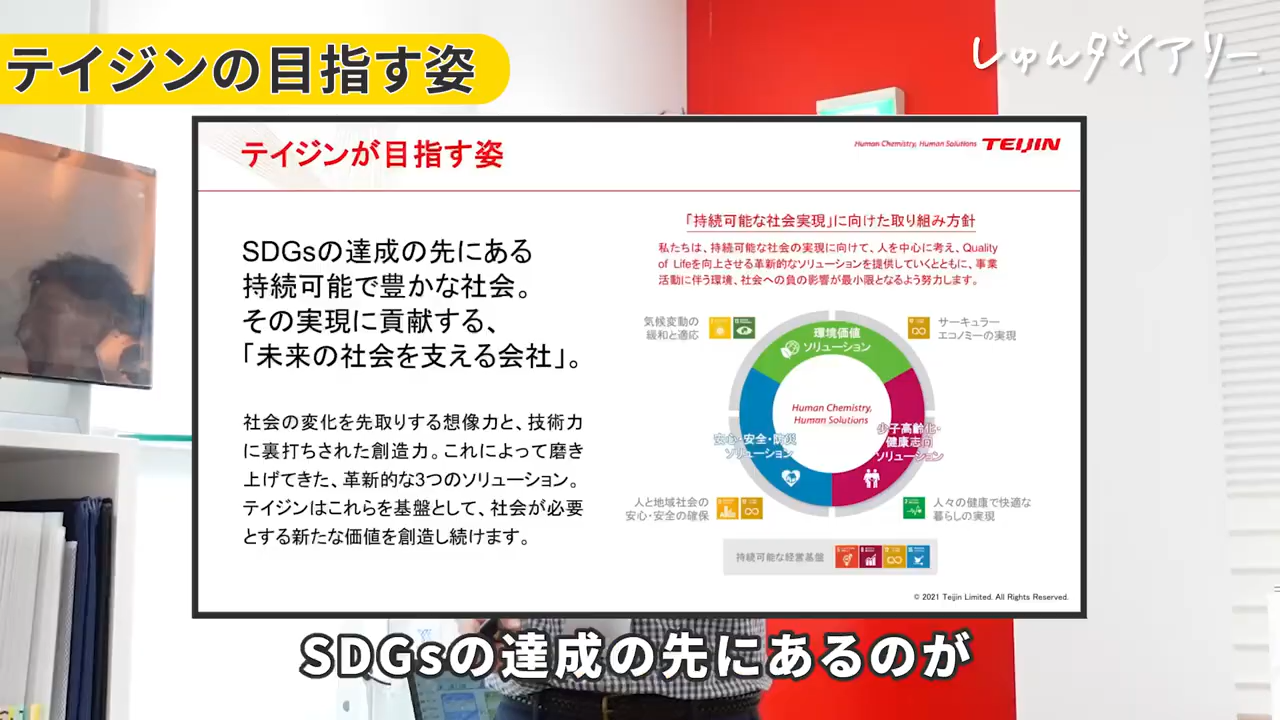 テイジンの目指す姿
しゅんダイアリー.
テイジンが目指す姿
Human Chemistry, Human Solutions TEIJIN
SDGsの達成の先にある
持続可能で豊かな社会。
その実現に貢献する、
「未来の社会を支える会社」。
社会の変化を先取りする想像力と、技術力
に裏打ちされた創造力。これによって磨き
上げてきた、革新的な3つのソリューション。
テイジンはこれらを基盤として、社会が必要
とする新たな価値を創造し続けます。
「持続可能な社会実現」に向けた取り組み方針
私たちは、持続可能な社会の実現に向けて、人を中心に考え、Quality
of Lifeを向上させる革新的なソリューションを提供していくとともに、事業
活動に伴う環境、社会への負の影響が最小限となるよう努力します。
気候変動の
緩和と適応
環境価値
ソリューション
サーキュラー
エコノミーの実現
Human Chemistry,
Human Solutions
安心・安全・防災
ソリューション
少子高齢化・
健康志向
ソリューション
人と地域社会の
安心・安全の確保
人々の健康で快適な
暮らしの実現
持続可能な経営基盤
© 2021 Teijin Limited. All Rights Reserved.
SDGsの達成の先にあるのが